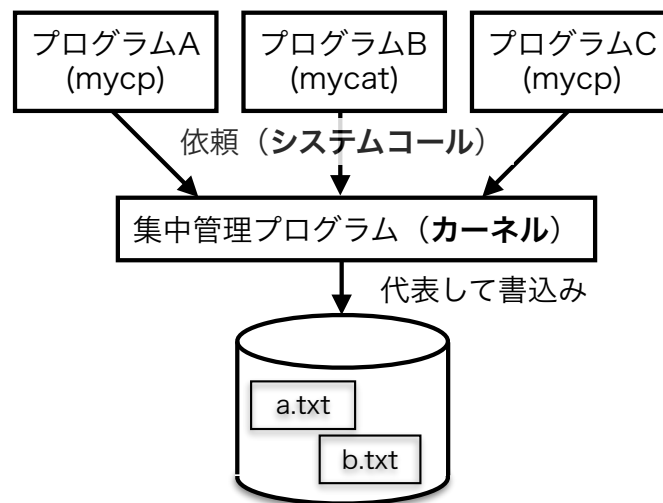 プログラムA
(mycp)
プログラムB
(mycat)
プログラムC
(mycp)
依頼（システムコール）
集中管理プログラム（カーネル）
代表して書込み
a.txt
b.txt